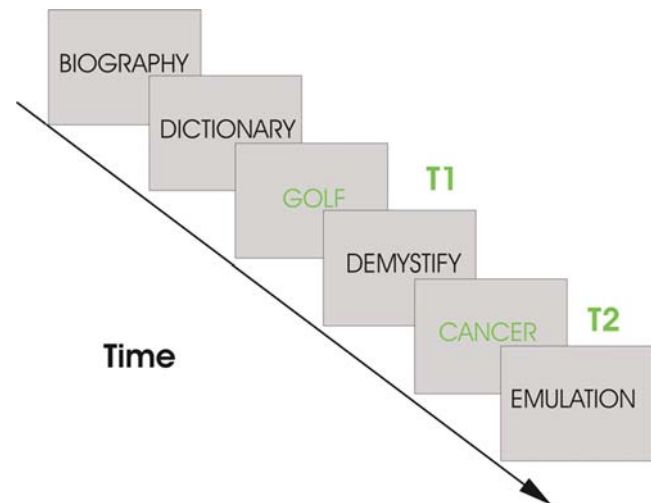 BIOGRAPHY
DICTIONARY
GOLF
T1
DEMYSTIFY
CANCER
T2
Time
EMULATION